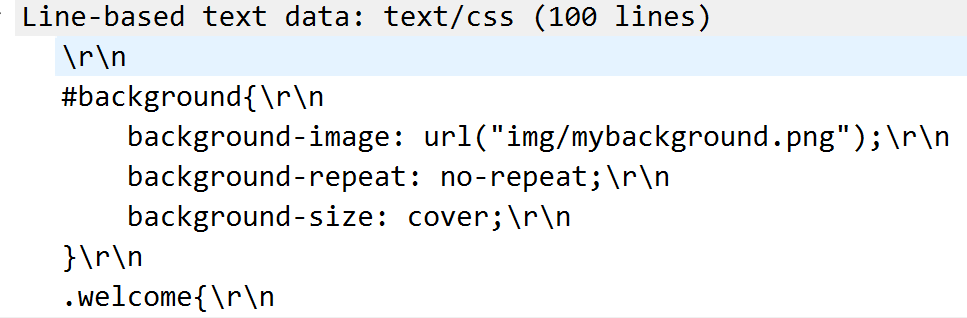 Line-based text data: text/css (100 lines)
\r\n
#background{\r\n
background-image: url("img/mybackground.png");\r\n
background-repeat: no-repeat;\r\n
background-size: cover;\r\n
}\r\n
.welcome{\r\n